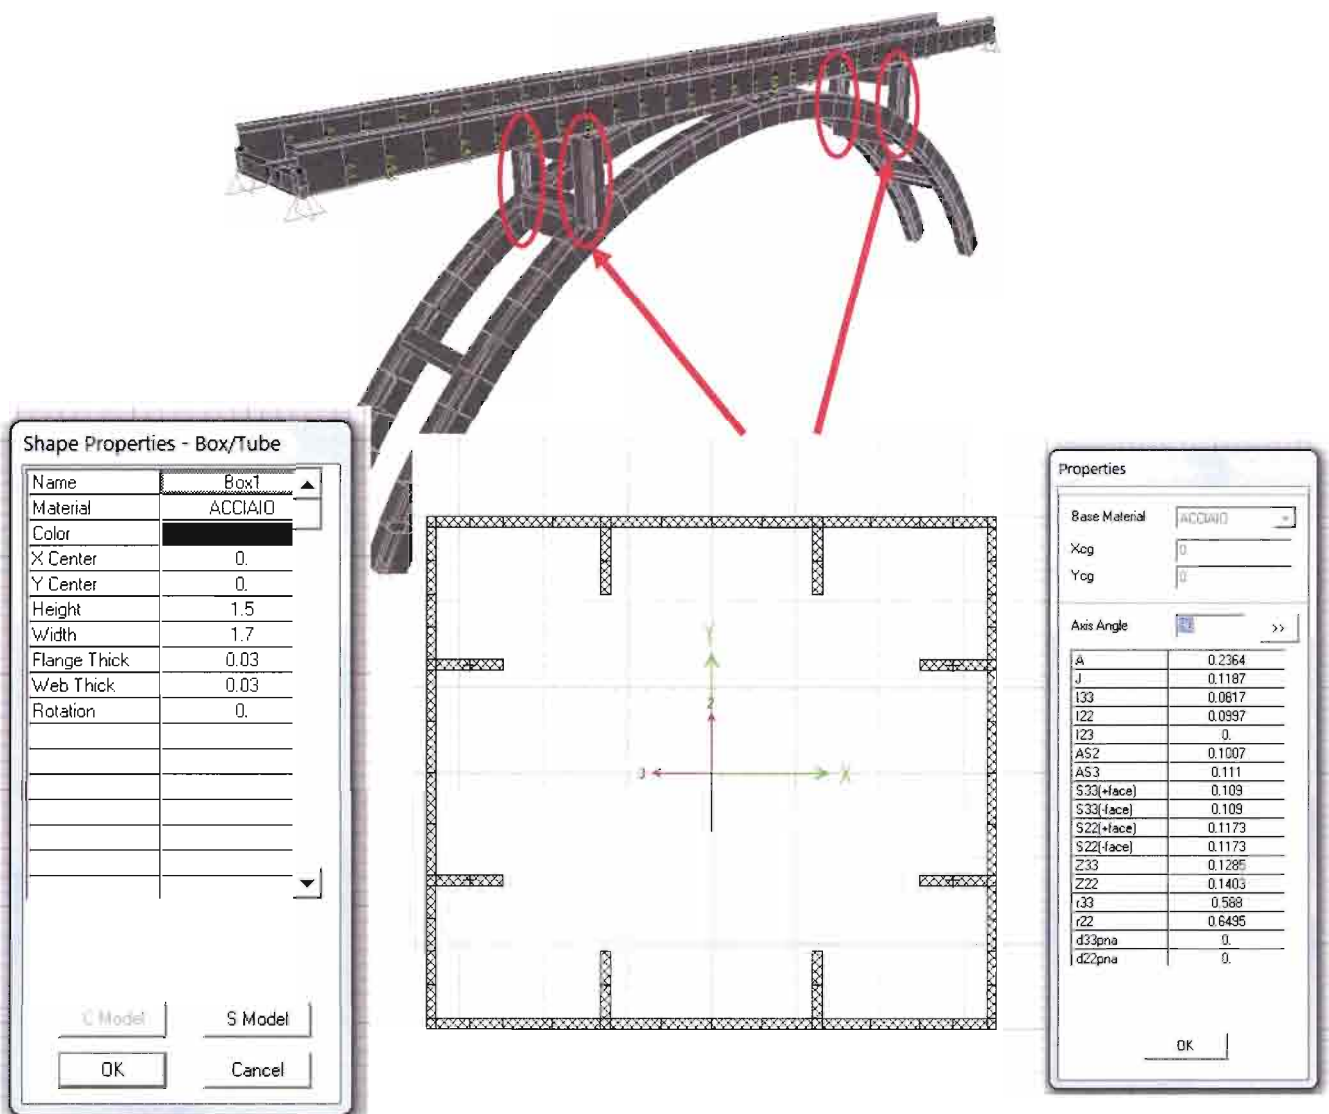 Shape Properties - Box/Tube
Name Box1
Material ACCIAIO
Color
X Center 0.
Y Center 0.
Height 1.5
Width 1.7
Flange Thick 0.03
Web Thick 0.03
Rotation 0.
C Model S Model
OK Cancel
Y
2
3
X
Properties
Base Material ACCIAIO
Xcg 0.
Ycg 0.
Axis Angle >>
A 0.2364
J 0.1187
I33 0.0817
I22 0.0997
I23 0.
AS2 0.1007
AS3 0.111
S33(+face) 0.109
S33(-face) 0.109
S22(+face) 0.1173
S22(-face) 0.1173
Z33 0.1285
Z22 0.1403
r33 0.588
r22 0.6495
d33pna 0.
d22pna 0.
OK